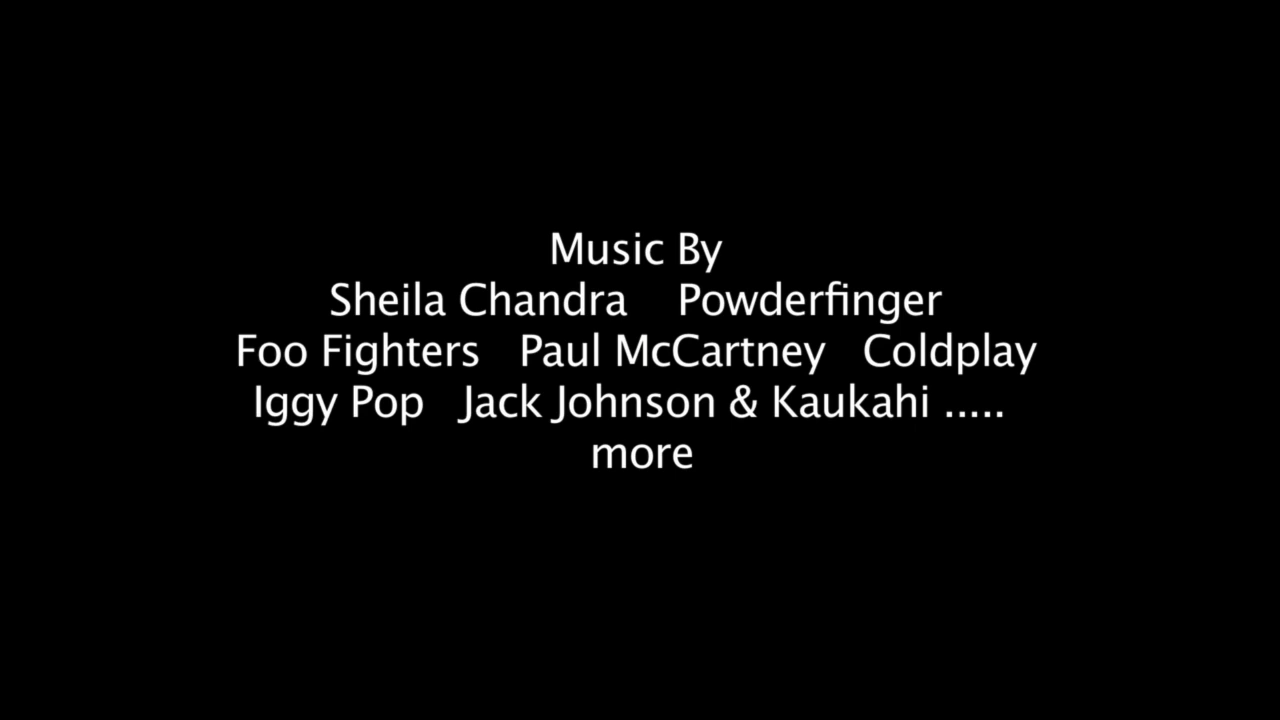 Music By
Sheila Chandra    Powderfinger
Foo Fighters   Paul McCartney   Coldplay
Iggy Pop   Jack Johnson & Kaukahi .....
more